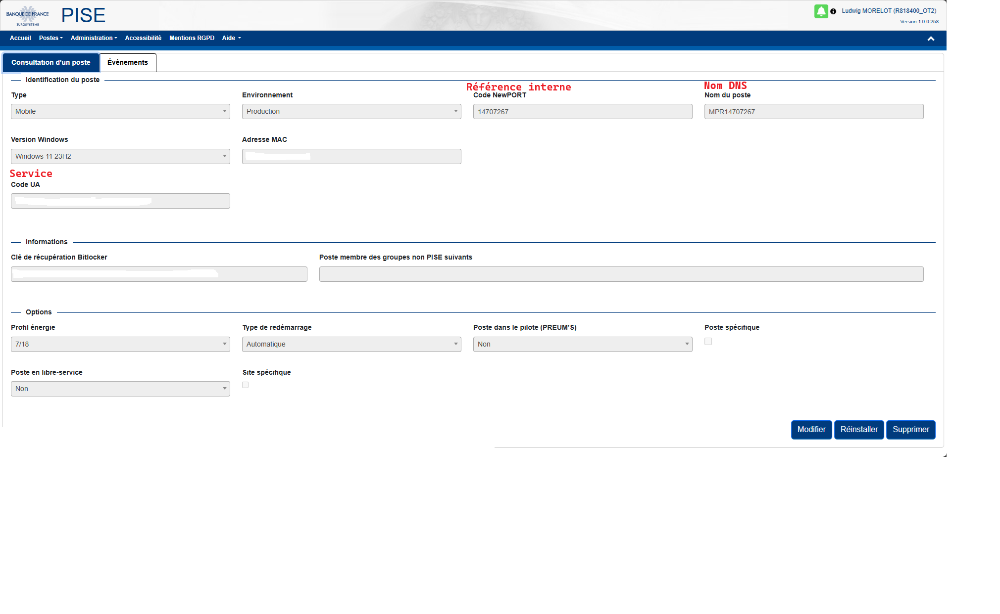 BANQUE DE FRANCE
EUROSYSTÈME
PISE
Ludwig MORELOT (R818400_OT2)
Version 1.0.0.258
Accueil Postes Administration Accessibilité Mentions RGPD Aide
Consultation d'un poste Évènements
Identification du poste
Référence interne Nom DNS
Type Environnement Code NewPORT Nom du poste
Mobile Production 14707267 MPR14707267
Version Windows Adresse MAC
Windows 11 23H2
Service
Code UA
Informations
Clé de récupération Bitlocker Poste membre des groupes non PISE suivants
Options
Profil énergie Type de redémarrage Poste dans le pilote (PREUM'S) Poste spécifique
7/18 Automatique Non
Poste en libre-service Site spécifique
Non
Modifier Réinstaller Supprimer